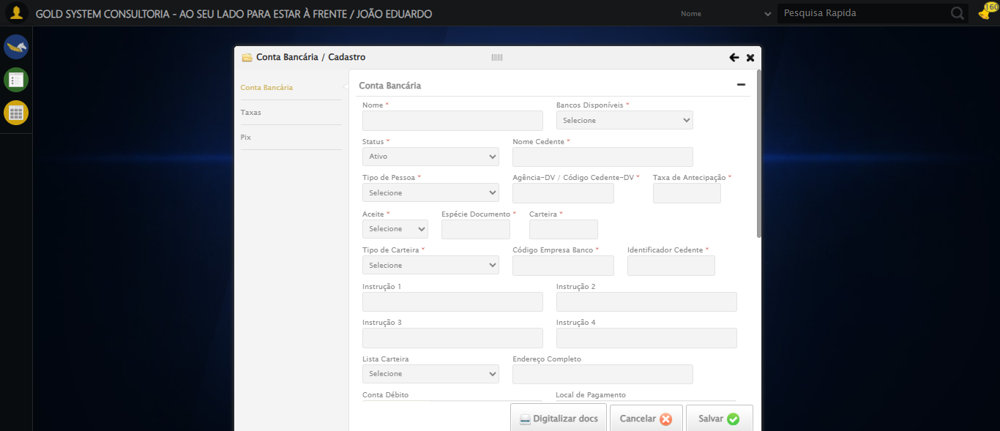 GOLD SYSTEM CONSULTORIA - AO SEU LADO PARA ESTAR À FRENTE / JOÃO EDUARDO
Nome
Pesquisa Rapida
160
Conta Bancária / Cadastro
Conta Bancária
Taxas
Pix
Conta Bancária
Nome * Bancos Disponíveis *
Selecione
Status * Nome Cedente *
Ativo
Tipo de Pessoa * Agência-DV / Código Cedente-DV * Taxa de Antecipação *
Selecione
Aceite * Espécie Documento * Carteira *
Selecione
Tipo de Carteira * Código Empresa Banco * Identificador Cedente *
Selecione
Instrução 1 Instrução 2
Instrução 3 Instrução 4
Lista Carteira Endereço Completo
Selecione
Conta Débito Local de Pagamento
Digitalizar docs Cancelar Salvar